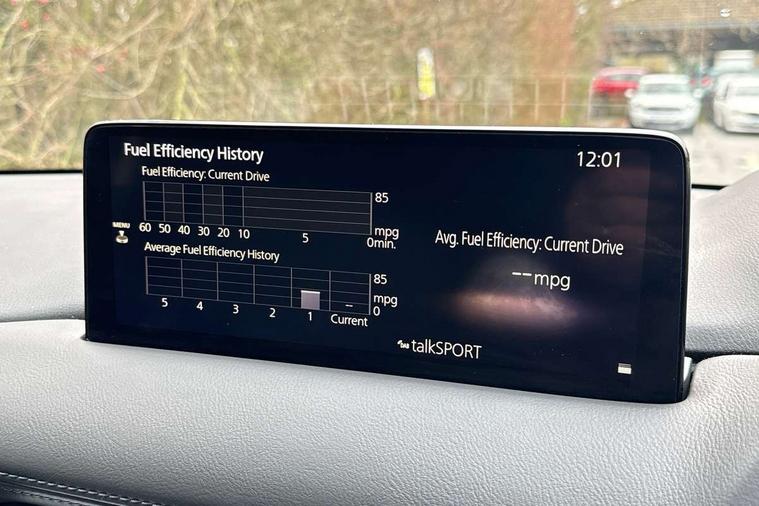 Fuel Efficiency History
12:01
Fuel Efficiency: Current Drive
85
mpg
60 50 40 30 20 10 5 0min.
MENU
Average Fuel Efficiency History
85
mpg
0
5 4 3 2 1 Current
--
Avg. Fuel Efficiency: Current Drive
--mpg
DAB talkSPORT